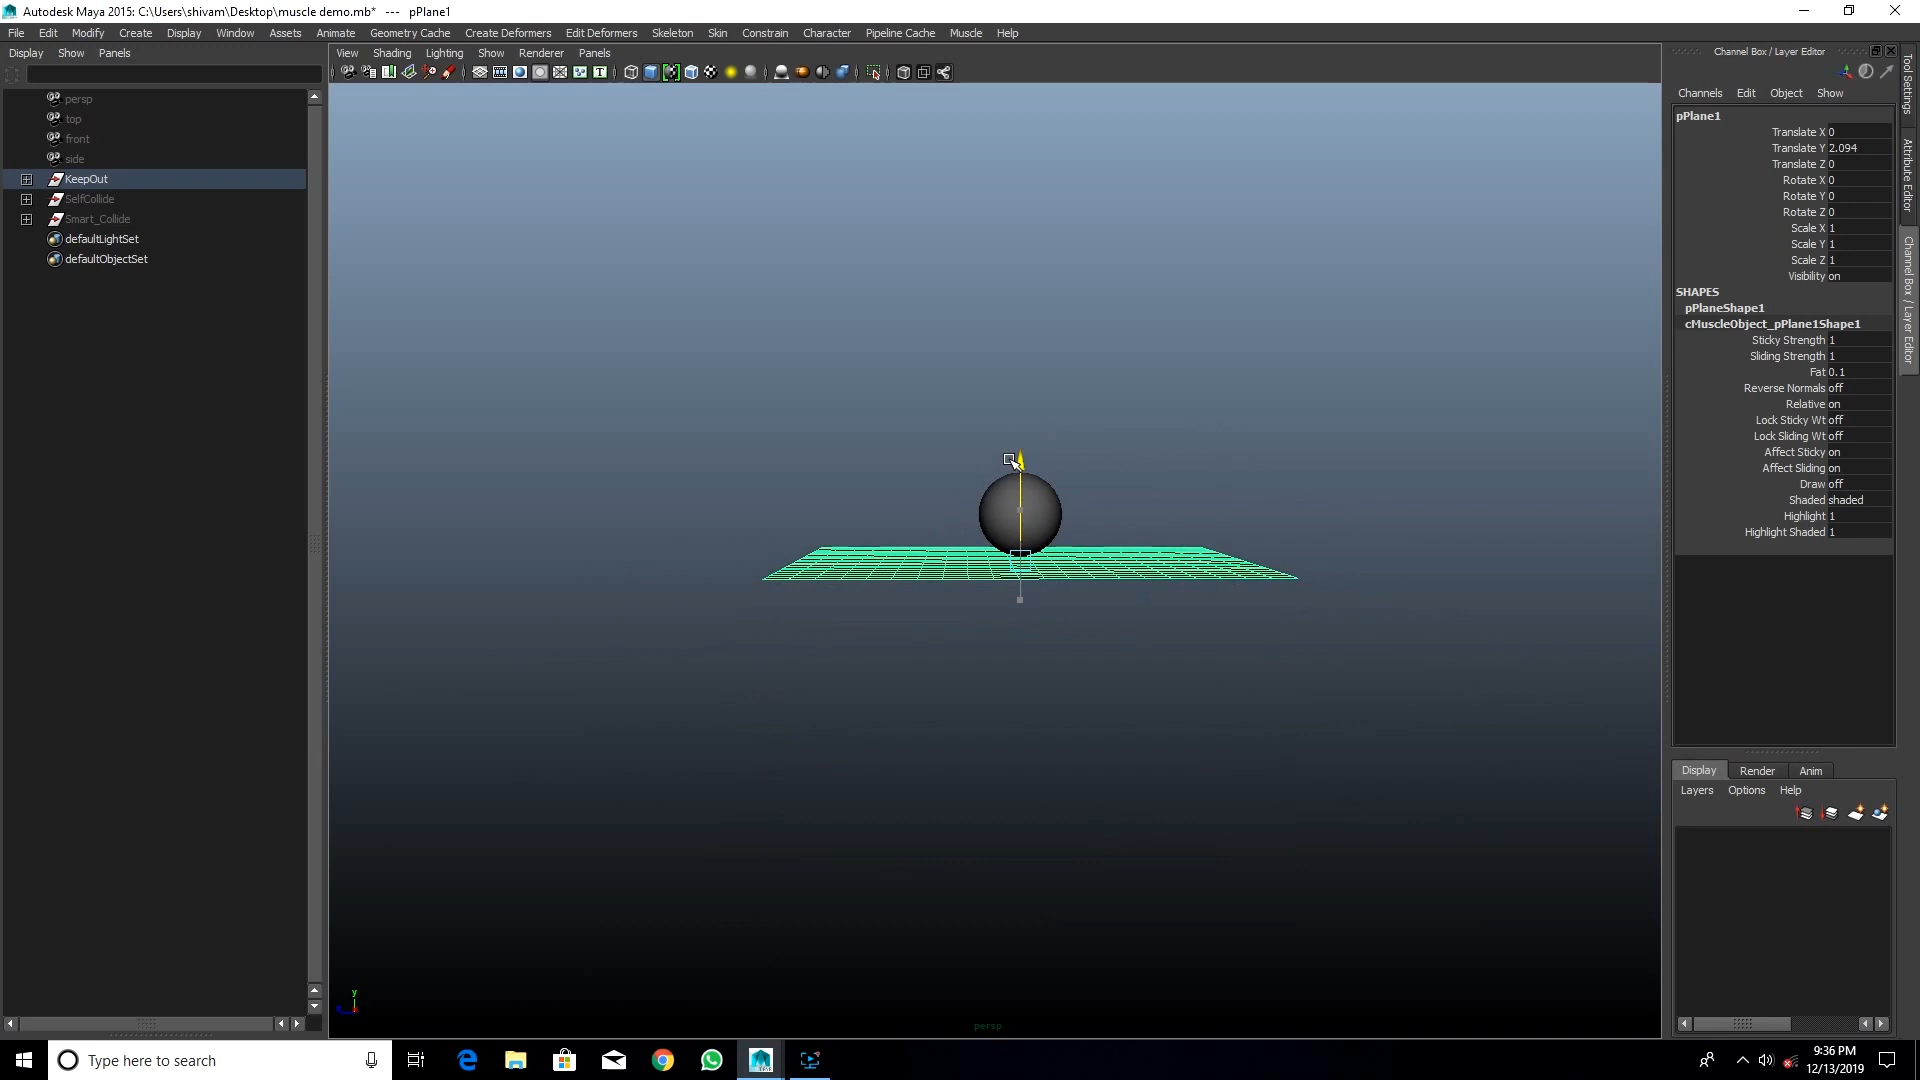 Autodesk Maya 2015: C:\Users\shivam\Desktop\muscle demo.mb* --- pPlane1
File Edit Modify Create Display Window Assets Animate Geometry Cache Create Deformers Edit Deformers Skeleton Skin Constrain Character Pipeline Cache Muscle Help
Display Show Panels
View Shading Lighting Show Renderer Panels
Channel Box / Layer Editor
Channels Edit Object Show
persp
top
front
side
KeepOut
SelfCollide
Smart_Collide
defaultLightSet
defaultObjectSet
pPlane1
Translate X 0
Translate Y 2.094
Translate Z 0
Rotate X 0
Rotate Y 0
Rotate Z 0
Scale X 1
Scale Y 1
Scale Z 1
Visibility on
SHAPES
pPlaneShape1
cMuscleObject_pPlane1Shape1
Sticky Strength 1
Sliding Strength 1
Fat 0.1
Reverse Normals off
Relative on
Lock Sticky Wt off
Lock Sliding Wt off
Affect Sticky on
Affect Sliding on
Draw off
Shaded shaded
Highlight 1
Highlight Shaded 1
Tool Settings
Attribute Editor
Channel Box / Layer Editor
Display Render Anim
Layers Options Help
y
persp
Type here to search
9:36 PM
12/13/2019